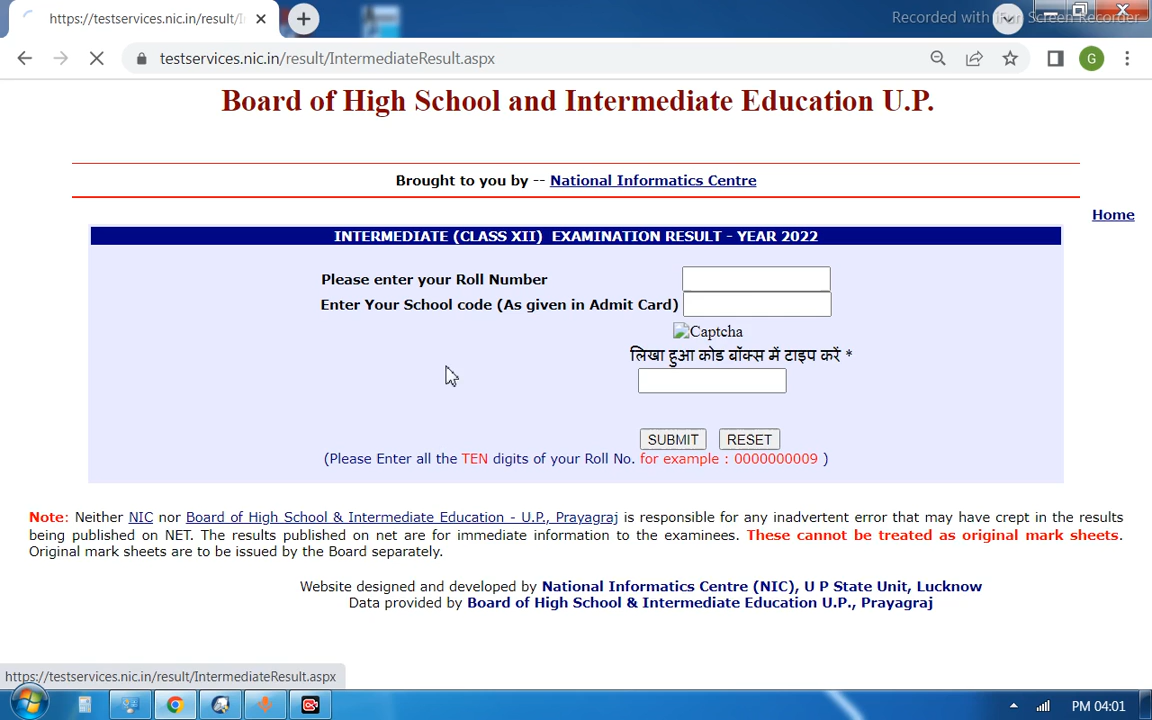 https://testservices.nic.in/result/I
Recorded with iFun Screen Recorder
testservices.nic.in/result/IntermediateResult.aspx
G
Board of High School and Intermediate Education U.P.
Brought to you by -- National Informatics Centre
Home
INTERMEDIATE (CLASS XII) EXAMINATION RESULT - YEAR 2022
Please enter your Roll Number
Enter Your School code (As given in Admit Card)
Captcha
लिखा हुआ कोड बॉक्स में टाइप करें *
SUBMIT RESET
(Please Enter all the TEN digits of your Roll No. for example : 0000000009 )
Note: Neither NIC nor Board of High School & Intermediate Education - U.P., Prayagraj is responsible for any inadvertent error that may have crept in the results
being published on NET. The results published on net are for immediate information to the examinees. These cannot be treated as original mark sheets.
Original mark sheets are to be issued by the Board separately.
Website designed and developed by National Informatics Centre (NIC), U P State Unit, Lucknow
Data provided by Board of High School & Intermediate Education U.P., Prayagraj
https://testservices.nic.in/result/IntermediateResult.aspx
PM 04:01